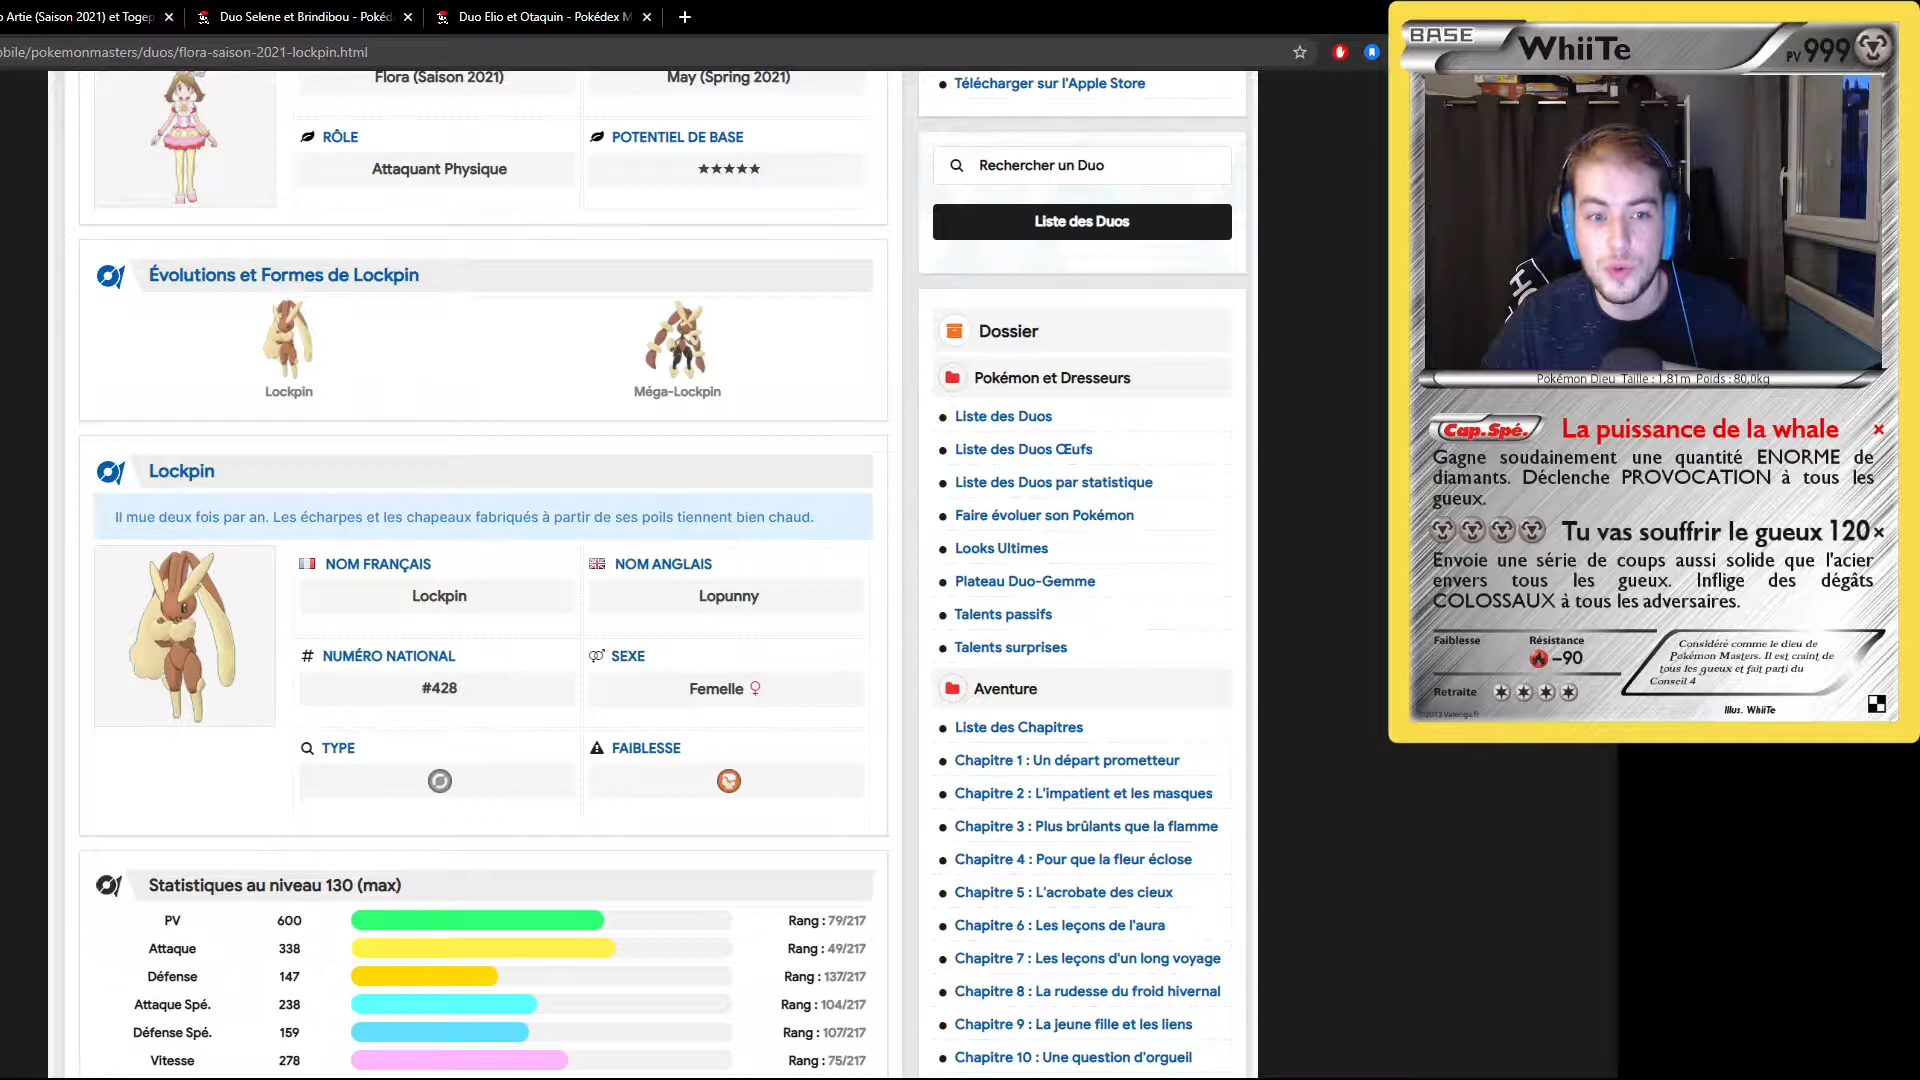 o Artie (Saison 2021) et Togep
Duo Selene et Brindibou - Pokéd
Duo Elio et Otaquin - Pokédex M
obile/pokemonmasters/duos/flora-saison-2021-lockpin.html
Flora (Saison 2021)
May (Spring 2021)
RÔLE
POTENTIEL DE BASE
Attaquant Physique
★★★★★
Évolutions et Formes de Lockpin
Lockpin
Méga-Lockpin
Lockpin
Il mue deux fois par an. Les écharpes et les chapeaux fabriqués à partir de ses poils tiennent bien chaud.
NOM FRANÇAIS
NOM ANGLAIS
Lockpin
Lopunny
# NUMÉRO NATIONAL
SEXE
#428
Femelle ♀
TYPE
FAIBLESSE
Statistiques au niveau 130 (max)
PV 600 Rang : 79/217
Attaque 338 Rang : 49/217
Défense 147 Rang : 137/217
Attaque Spé. 238 Rang : 104/217
Défense Spé. 159 Rang : 107/217
Vitesse 278 Rang : 75/217
Télécharger sur l'Apple Store
Rechercher un Duo
Liste des Duos
Dossier
Pokémon et Dresseurs
Liste des Duos
Liste des Duos Œufs
Liste des Duos par statistique
Faire évoluer son Pokémon
Looks Ultimes
Plateau Duo-Gemme
Talents passifs
Talents surprises
Aventure
Liste des Chapitres
Chapitre 1 : Un départ prometteur
Chapitre 2 : L'impatient et les masques
Chapitre 3 : Plus brûlants que la flamme
Chapitre 4 : Pour que la fleur éclose
Chapitre 5 : L'acrobate des cieux
Chapitre 6 : Les leçons de l'aura
Chapitre 7 : Les leçons d'un long voyage
Chapitre 8 : La rudesse du froid hivernal
Chapitre 9 : La jeune fille et les liens
Chapitre 10 : Une question d'orgueil
BASE
WhiiTe
PV 999
Pokémon Dieu Taille : 1,81m Poids : 80,0kg
Cap.Spé. La puissance de la whale ×
Gagne soudainement une quantité ENORME de
diamants. Déclenche PROVOCATION à tous les
gueux.
Tu vas souffrir le gueux 120×
Envoie une série de coups aussi solide que l'acier
envers tous les gueux. Inflige des dégâts
COLOSSAUX à tous les adversaires.
Faiblesse
Résistance
-90
Retraite
Considéré comme le dieu de
Pokémon Masters. Il est craint de
tous les gueux et fait parti du
Conseil 4
Illus. WhiiTe
©2012 Valengo.fr